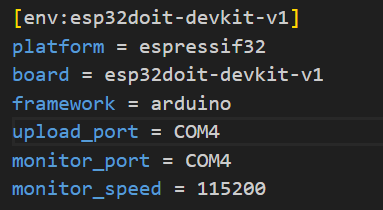 [env:esp32doit-devkit-v1]
platform = espressif32
board = esp32doit-devkit-v1
framework = arduino
upload_port = COM4
monitor_port = COM4
monitor_speed = 115200